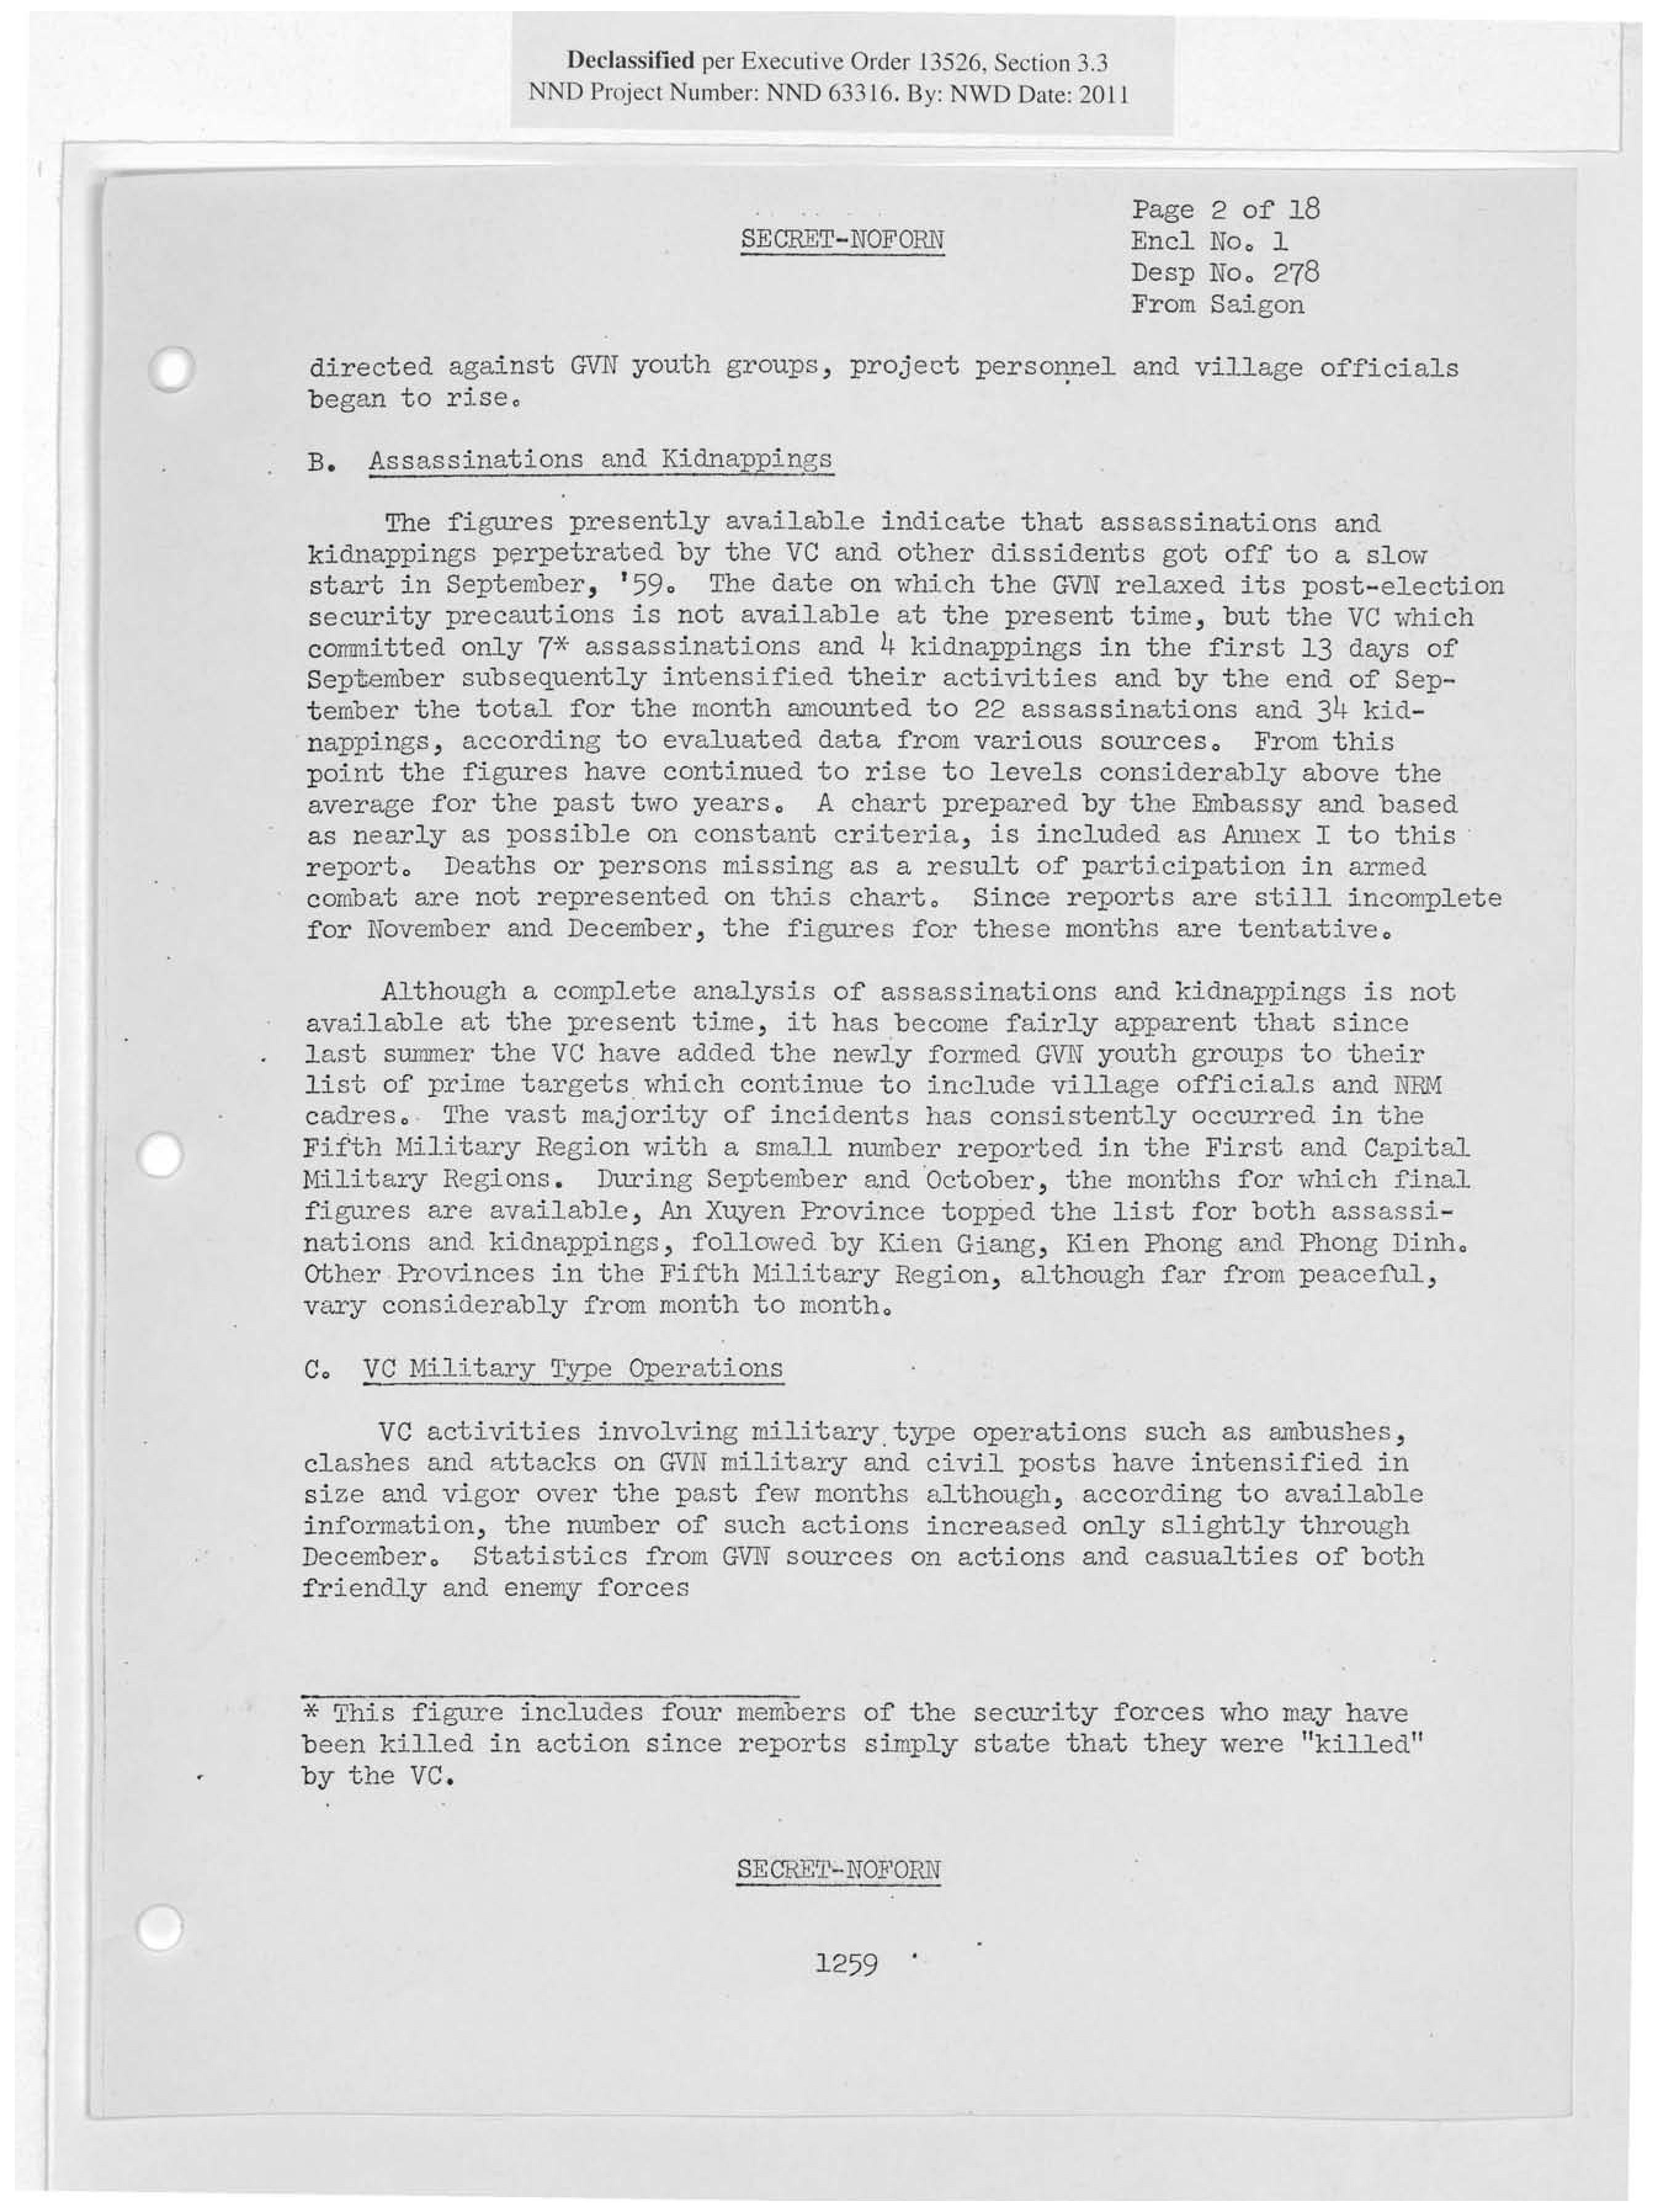 Declassified per Executive Order 13526, Section 3.3
NND Project Number: NND 63316. By: NWD Date: 2011
Page 2 of 18
SECRET-NOFORN
Encl No. 1
Desp No. 278
From Saigon
directed against GVN youth groups, project personnel and village officials
began to rise.
B. Assassinations and Kidnappings
The figures presently available indicate that assassinations and
kidnappings perpetrated by the VC and other dissidents got off to a slow
start in September, '59. The date on which the GVN relaxed its post-election
security precautions is not available at the present time, but the VC which
committed only 7* assassinations and 4 kidnappings in the first 13 days of
September subsequently intensified their activities and by the end of Sep-
tember the total for the month amounted to 22 assassinations and 34 kid-
nappings, according to evaluated data from various sources. From this
point the figures have continued to rise to levels considerably above the
average for the past two years. A chart prepared by the Embassy and based
as nearly as possible on constant criteria, is included as Annex I to this
report. Deaths or persons missing as a result of participation in armed
combat are not represented on this chart. Since reports are still incomplete
for November and December, the figures for these months are tentative.
Although a complete analysis of assassinations and kidnappings is not
available at the present time, it has become fairly apparent that since
last summer the VC have added the newly formed GVN youth groups to their
list of prime targets which continue to include village officials and NRM
cadres. The vast majority of incidents has consistently occurred in the
Fifth Military Region with a small number reported in the First and Capital
Military Regions. During September and October, the months for which final
figures are available, An Xuyen Province topped the list for both assassi-
nations and kidnappings, followed by Kien Giang, Kien Phong and Phong Dinh.
Other Provinces in the Fifth Military Region, although far from peaceful,
vary considerably from month to month.
C. VC Military Type Operations
VC activities involving military type operations such as ambushes,
clashes and attacks on GVN military and civil posts have intensified in
size and vigor over the past few months although, according to available
information, the number of such actions increased only slightly through
December. Statistics from GVN sources on actions and casualties of both
friendly and enemy forces
* This figure includes four members of the security forces who may have
been killed in action since reports simply state that they were "killed"
by the VC.
SECRET-NOFORN
1259